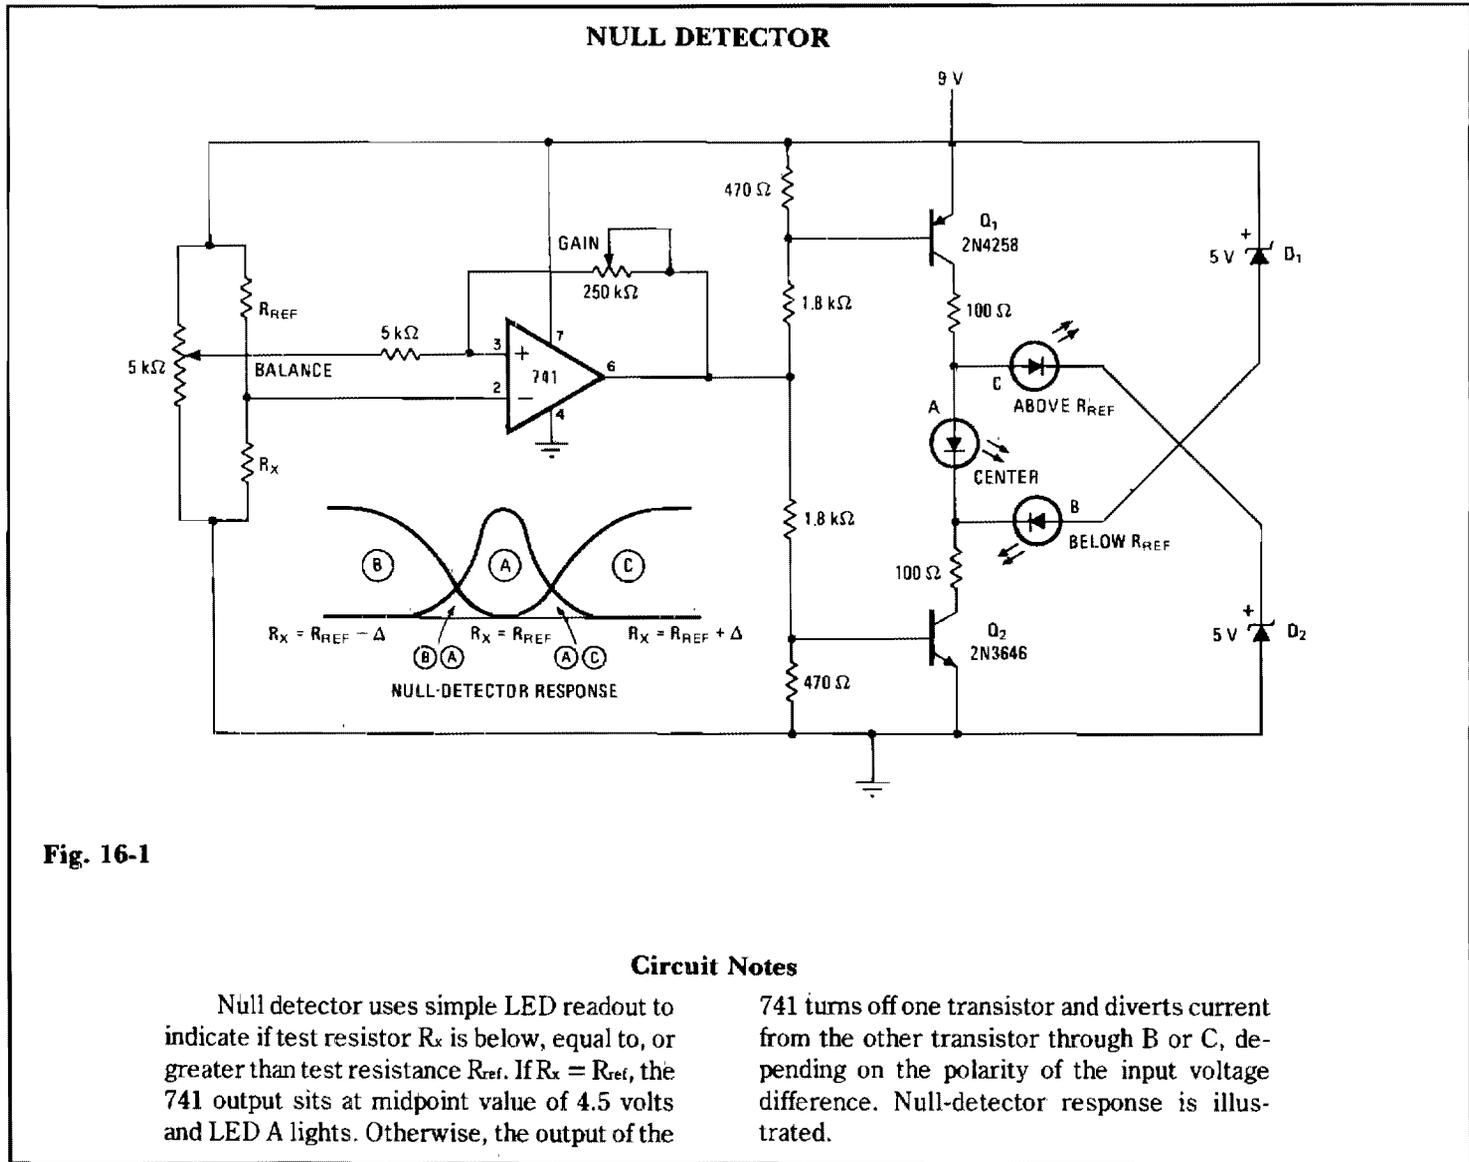 NULL DETECTOR
9 V
470 Ω
Q1
2N4258
GAIN
250 kΩ
5 V
+
D1
1.8 kΩ
100 Ω
RREF
5 kΩ
3
+
7
741
6
5 kΩ
BALANCE
2
−
4
C
ABOVE RREF
A
CENTER
RX
B
BELOW RREF
1.8 kΩ
100 Ω
B
A
C
RX = RREF − Δ
RX = RREF
RX = RREF + Δ
B A
A C
NULL-DETECTOR RESPONSE
Q2
2N3646
470 Ω
+
5 V
D2
Fig. 16-1
Circuit Notes
Null detector uses simple LED readout to
indicate if test resistor Rx is below, equal to, or
greater than test resistance Rref. If Rx = Rref, the
741 output sits at midpoint value of 4.5 volts
and LED A lights. Otherwise, the output of the
741 turns off one transistor and diverts current
from the other transistor through B or C, de-
pending on the polarity of the input voltage
difference. Null-detector response is illus-
trated.